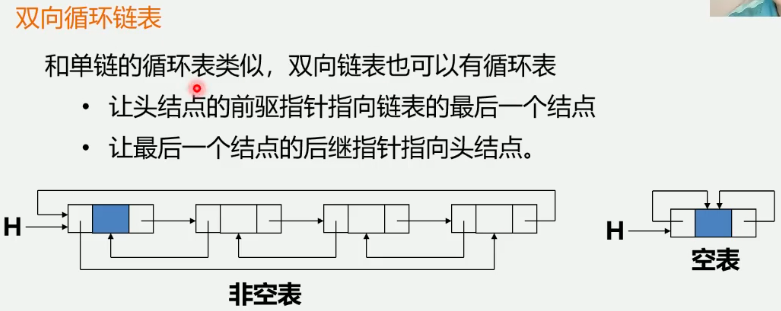 双向循环链表
和单链的循环表类似，双向链表也可以有循环表
• 让头结点的前驱指针指向链表的最后一个结点
• 让最后一个结点的后继指针指向头结点。
H
H
空表
非空表